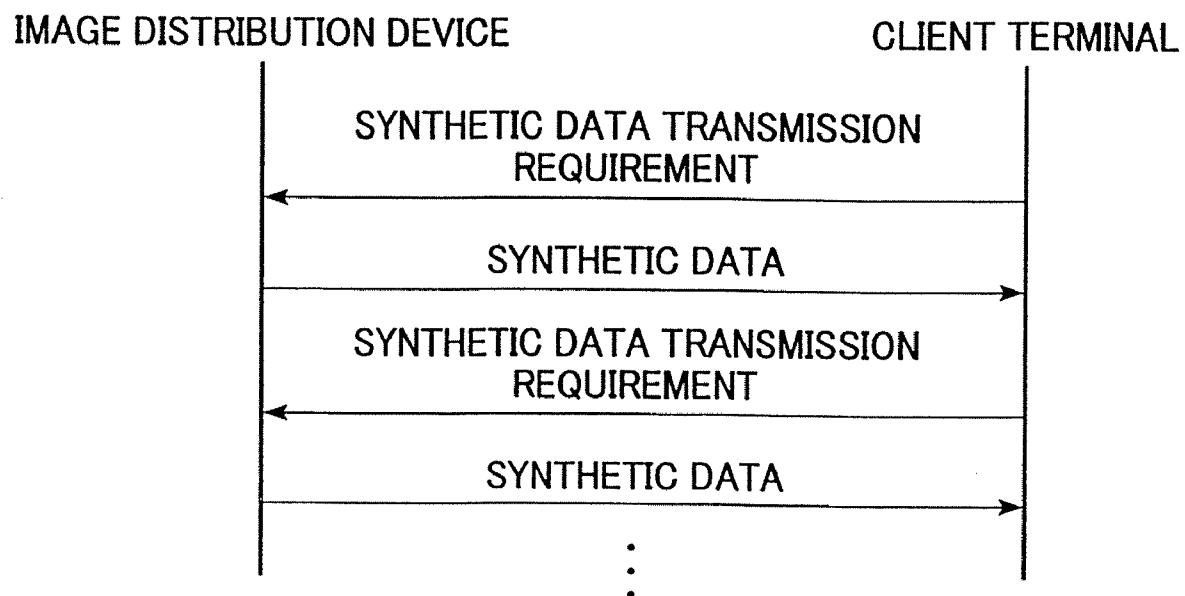 IMAGE DISTRIBUTION DEVICE
CLIENT TERMINAL
SYNTHETIC DATA TRANSMISSION
REQUIREMENT
SYNTHETIC DATA
SYNTHETIC DATA TRANSMISSION
REQUIREMENT
SYNTHETIC DATA